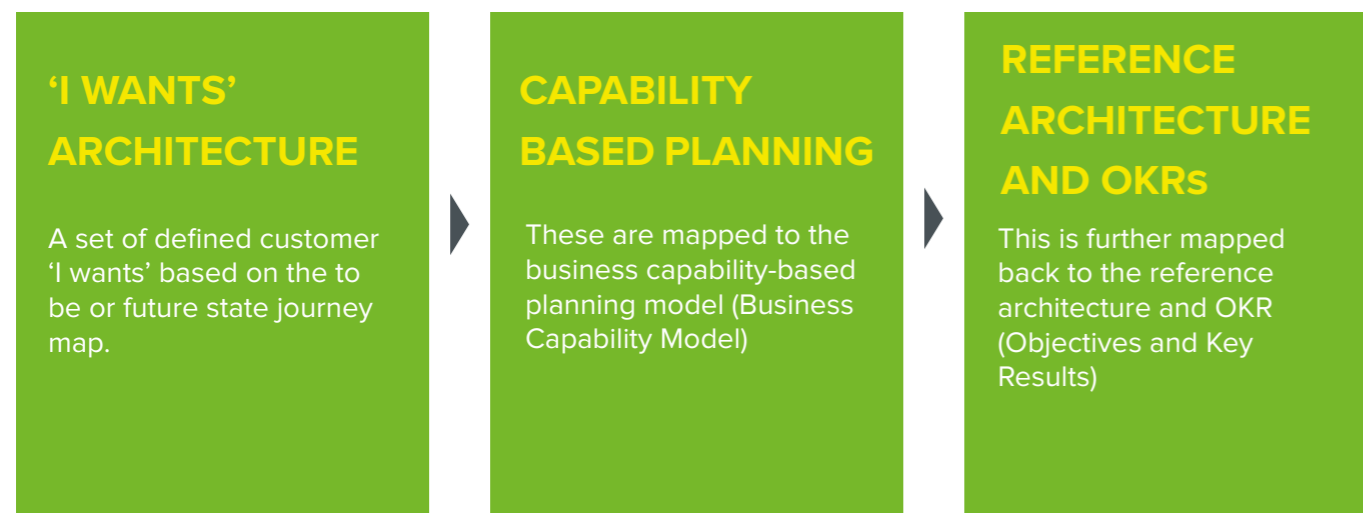 ‘I WANTS’
ARCHITECTURE
A set of defined customer
‘I wants’ based on the to
be or future state journey
map.
CAPABILITY
BASED PLANNING
These are mapped to the
business capability-based
planning model (Business
Capability Model)
REFERENCE
ARCHITECTURE
AND OKRs
This is further mapped
back to the reference
architecture and OKR
(Objectives and Key
Results)